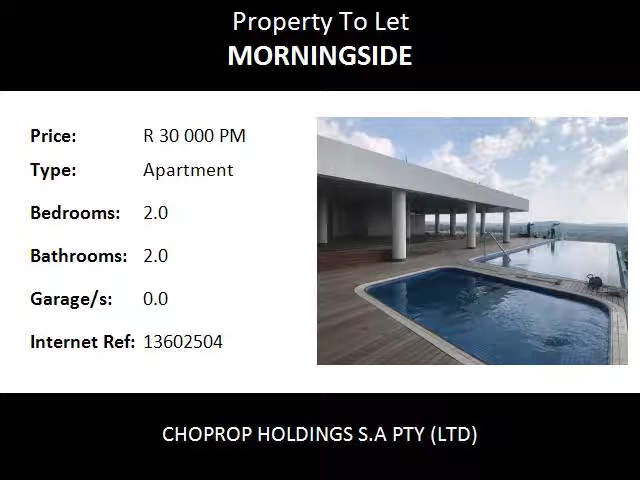 Property To Let
MORNINGSIDE
Price: R 30 000 PM
Type: Apartment
Bedrooms: 2.0
Bathrooms: 2.0
Garage/s: 0.0
Internet Ref: 13602504
CHOPROP HOLDINGS S.A PTY (LTD)